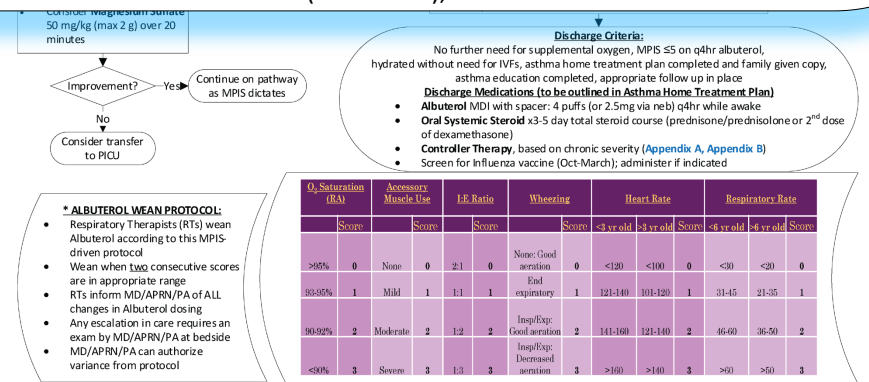 • Consider Magnesium Sulfate
50 mg/kg (max 2 g) over 20
minutes
Improvement?
Yes
Continue on pathway
as MPIS dictates
No
Consider transfer
to PICU
Discharge Criteria:
No further need for supplemental oxygen, MPIS ≤5 on q4hr albuterol,
hydrated without need for IVFs, asthma home treatment plan completed and family given copy,
asthma education completed, appropriate follow up in place
Discharge Medications (to be outlined in Asthma Home Treatment Plan)
• Albuterol MDI with spacer: 4 puffs (or 2.5mg via neb) q4hr while awake
• Oral Systemic Steroid x3-5 day total steroid course (prednisone/prednisolone or 2nd dose
of dexamethasone)
• Controller Therapy, based on chronic severity (Appendix A, Appendix B)
• Screen for Influenza vaccine (Oct-March); administer if indicated
* ALBUTEROL WEAN PROTOCOL:
• Respiratory Therapists (RTs) wean
Albuterol according to this MPIS-
driven protocol
• Wean when two consecutive scores
are in appropriate range
• RTs inform MD/APRN/PA of ALL
changes in Albuterol dosing
• Any escalation in care requires an
exam by MD/APRN/PA at bedside
• MD/APRN/PA can authorize
variance from protocol
O2 Saturation (RA) Accessory Muscle Use I:E Ratio Wheezing Heart Rate Respiratory Rate
Score Score Score Score <3 yr old >3 yr old Score <6 yr old >6 yr old Score
>95% 0 None 0 2:1 0 None: Good aeration 0 <120 <100 0 <30 <20 0
93-95% 1 Mild 1 1:1 1 End expiratory 1 121-140 101-120 1 31-45 21-35 1
90-92% 2 Moderate 2 1:2 2 Insp/Exp: Good aeration 2 141-160 121-140 2 46-60 36-50 2
<90% 3 Severe 3 1:3 3 Insp/Exp: Decreased aeration 3 >160 >140 3 >60 >50 3